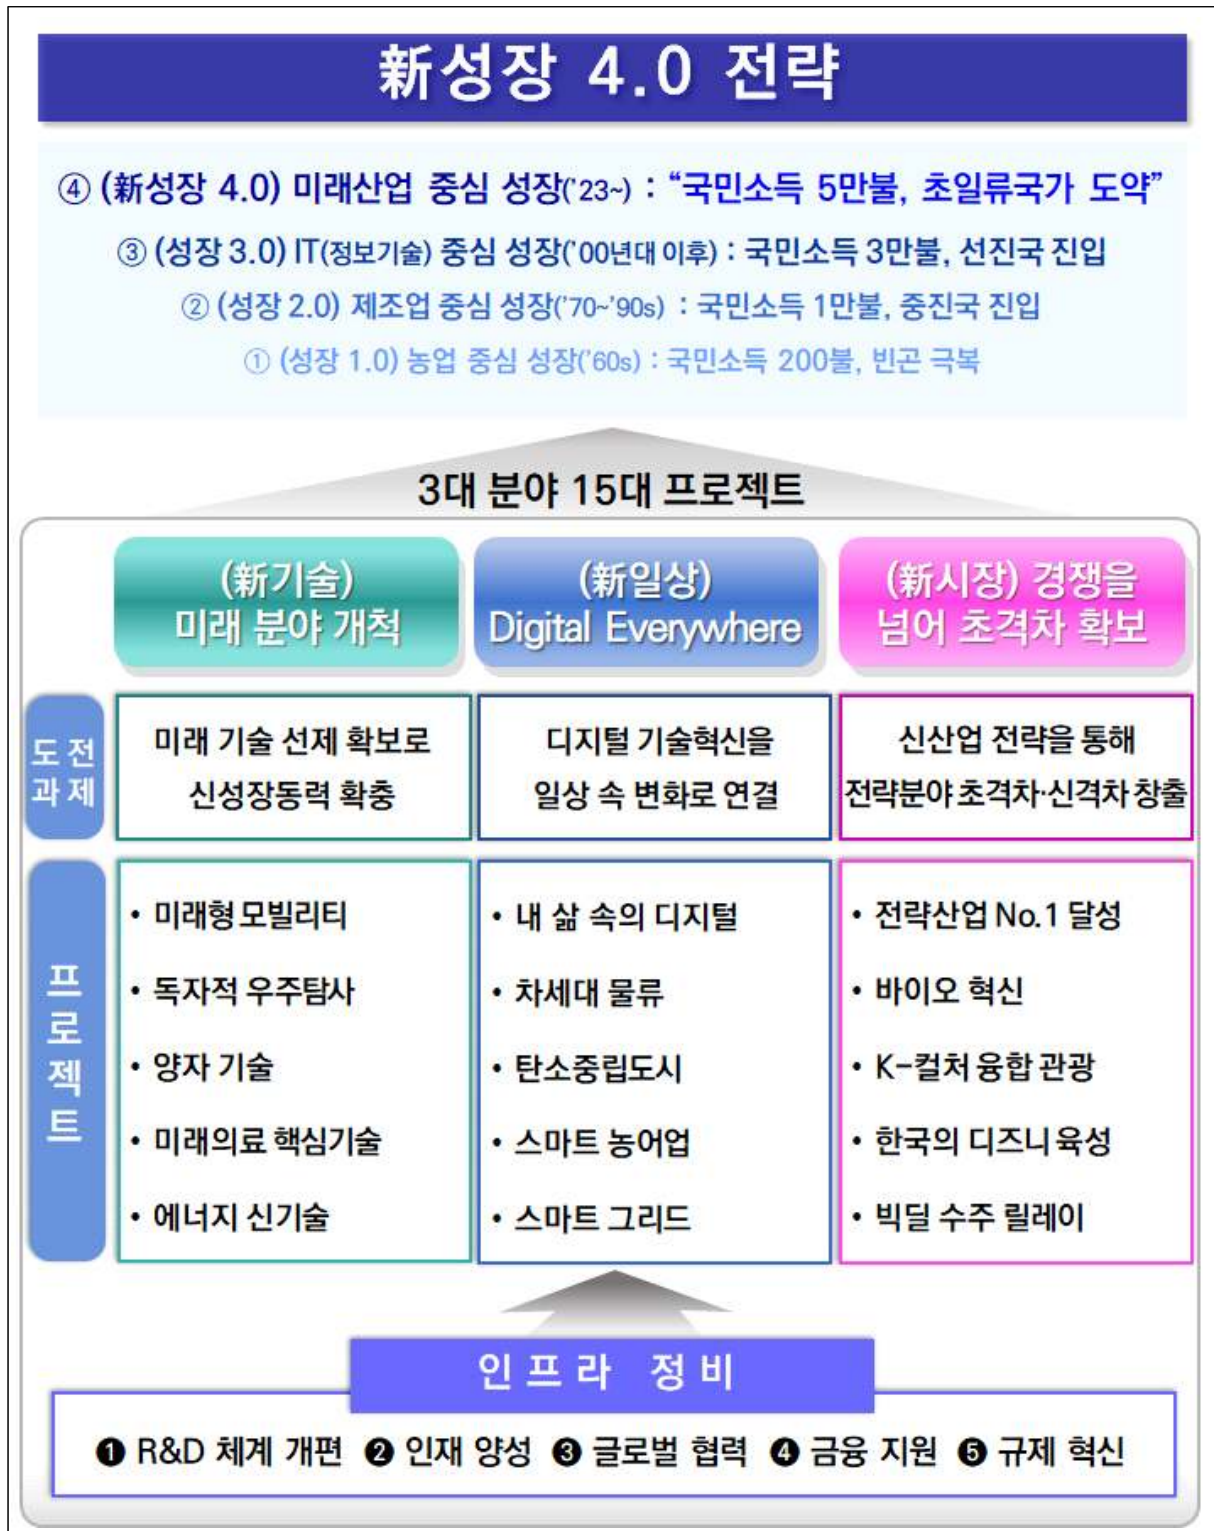 新성장 4.0 전략
④ (新성장 4.0) 미래산업 중심 성장('23~) : “국민소득 5만불, 초일류국가 도약”
③ (성장 3.0) IT(정보기술) 중심 성장('00년대 이후) : 국민소득 3만불, 선진국 진입
② (성장 2.0) 제조업 중심 성장('70~'90s) : 국민소득 1만불, 중진국 진입
① (성장 1.0) 농업 중심 성장('60s) : 국민소득 200불, 빈곤 극복
3대 분야 15대 프로젝트
(新기술)
미래 분야 개척
(新일상)
Digital Everywhere
(新시장) 경쟁을
넘어 초격차 확보
도전
과제
미래 기술 선제 확보로
신성장동력 확충
디지털 기술혁신을
일상 속 변화로 연결
신산업 전략을 통해
전략분야 초격차·신격차 창출
프로젝트
• 미래형 모빌리티
• 독자적 우주탐사
• 양자 기술
• 미래의료 핵심기술
• 에너지 신기술
• 내 삶 속의 디지털
• 차세대 물류
• 탄소중립도시
• 스마트 농어업
• 스마트 그리드
• 전략산업 No.1 달성
• 바이오 혁신
• K-컬처 융합 관광
• 한국의 디즈니 육성
• 빅딜 수주 릴레이
인프라 정비
❶ R&D 체계 개편 ❷ 인재 양성 ❸ 글로벌 협력 ❹ 금융 지원 ❺ 규제 혁신